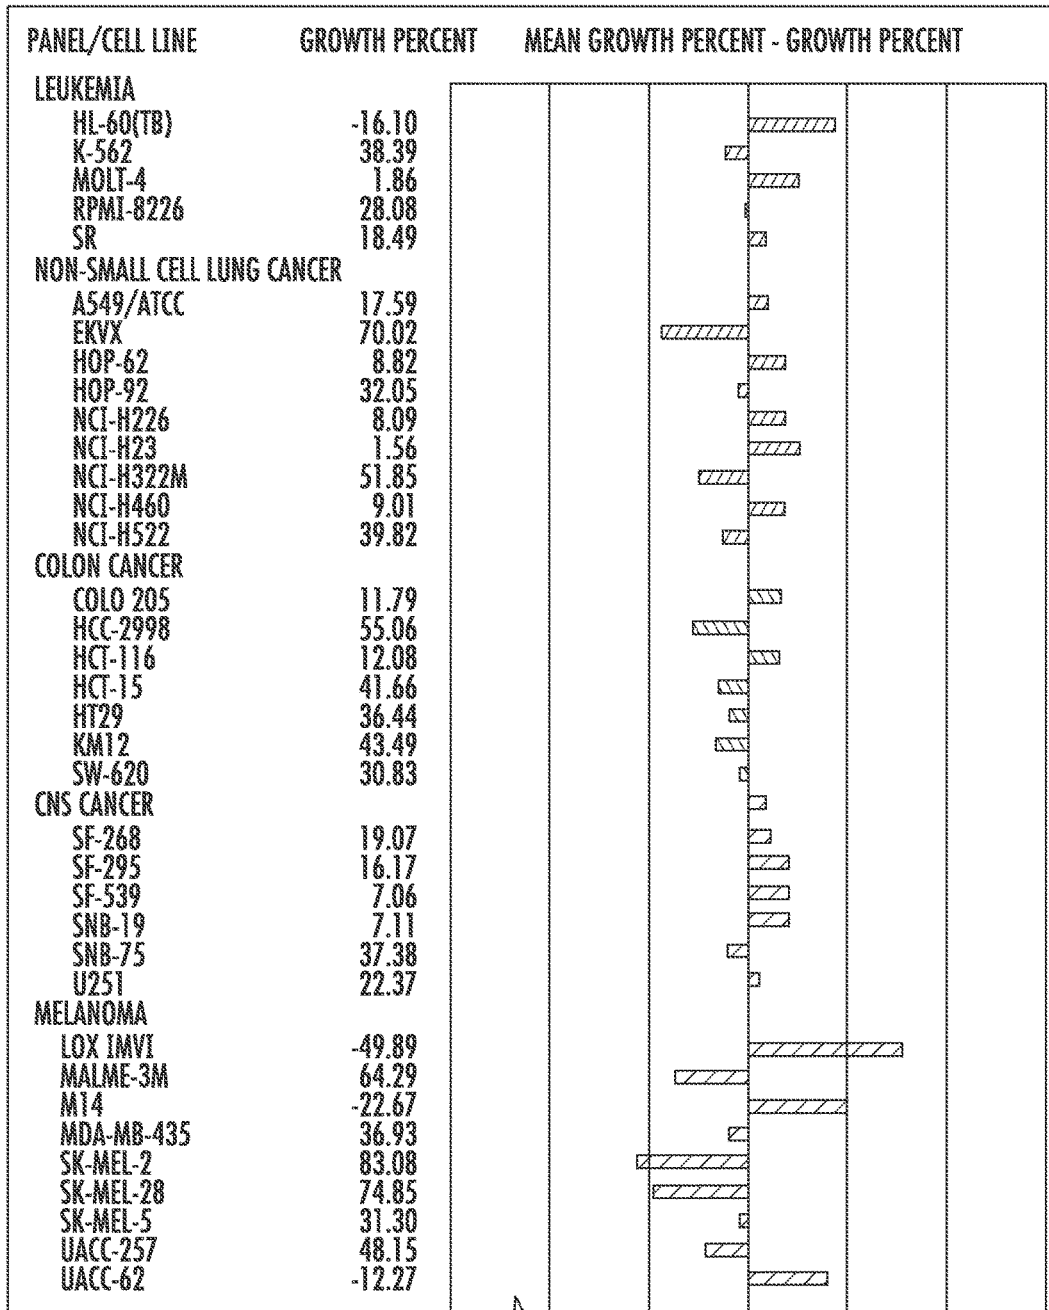 PANEL/CELL LINE GROWTH PERCENT MEAN GROWTH PERCENT - GROWTH PERCENT
LEUKEMIA
HL-60(TB) -16.10
K-562 38.39
MOLT-4 1.86
RPMI-8226 28.08
SR 18.49
NON-SMALL CELL LUNG CANCER
A549/ATCC 17.59
EKVX 70.02
HOP-62 8.82
HOP-92 32.05
NCI-H226 8.09
NCI-H23 1.56
NCI-H322M 51.85
NCI-H460 9.01
NCI-H522 39.82
COLON CANCER
COLO 205 11.79
HCC-2998 55.06
HCT-116 12.08
HCT-15 41.66
HT29 36.44
KM12 43.49
SW-620 30.83
CNS CANCER
SF-268 19.07
SF-295 16.17
SF-539 7.06
SNB-19 7.11
SNB-75 37.38
U251 22.37
MELANOMA
LOX IMVI -49.89
MALME-3M 64.29
M14 -22.67
MDA-MB-435 36.93
SK-MEL-2 83.08
SK-MEL-28 74.85
SK-MEL-5 31.30
UACC-257 48.15
UACC-62 -12.27